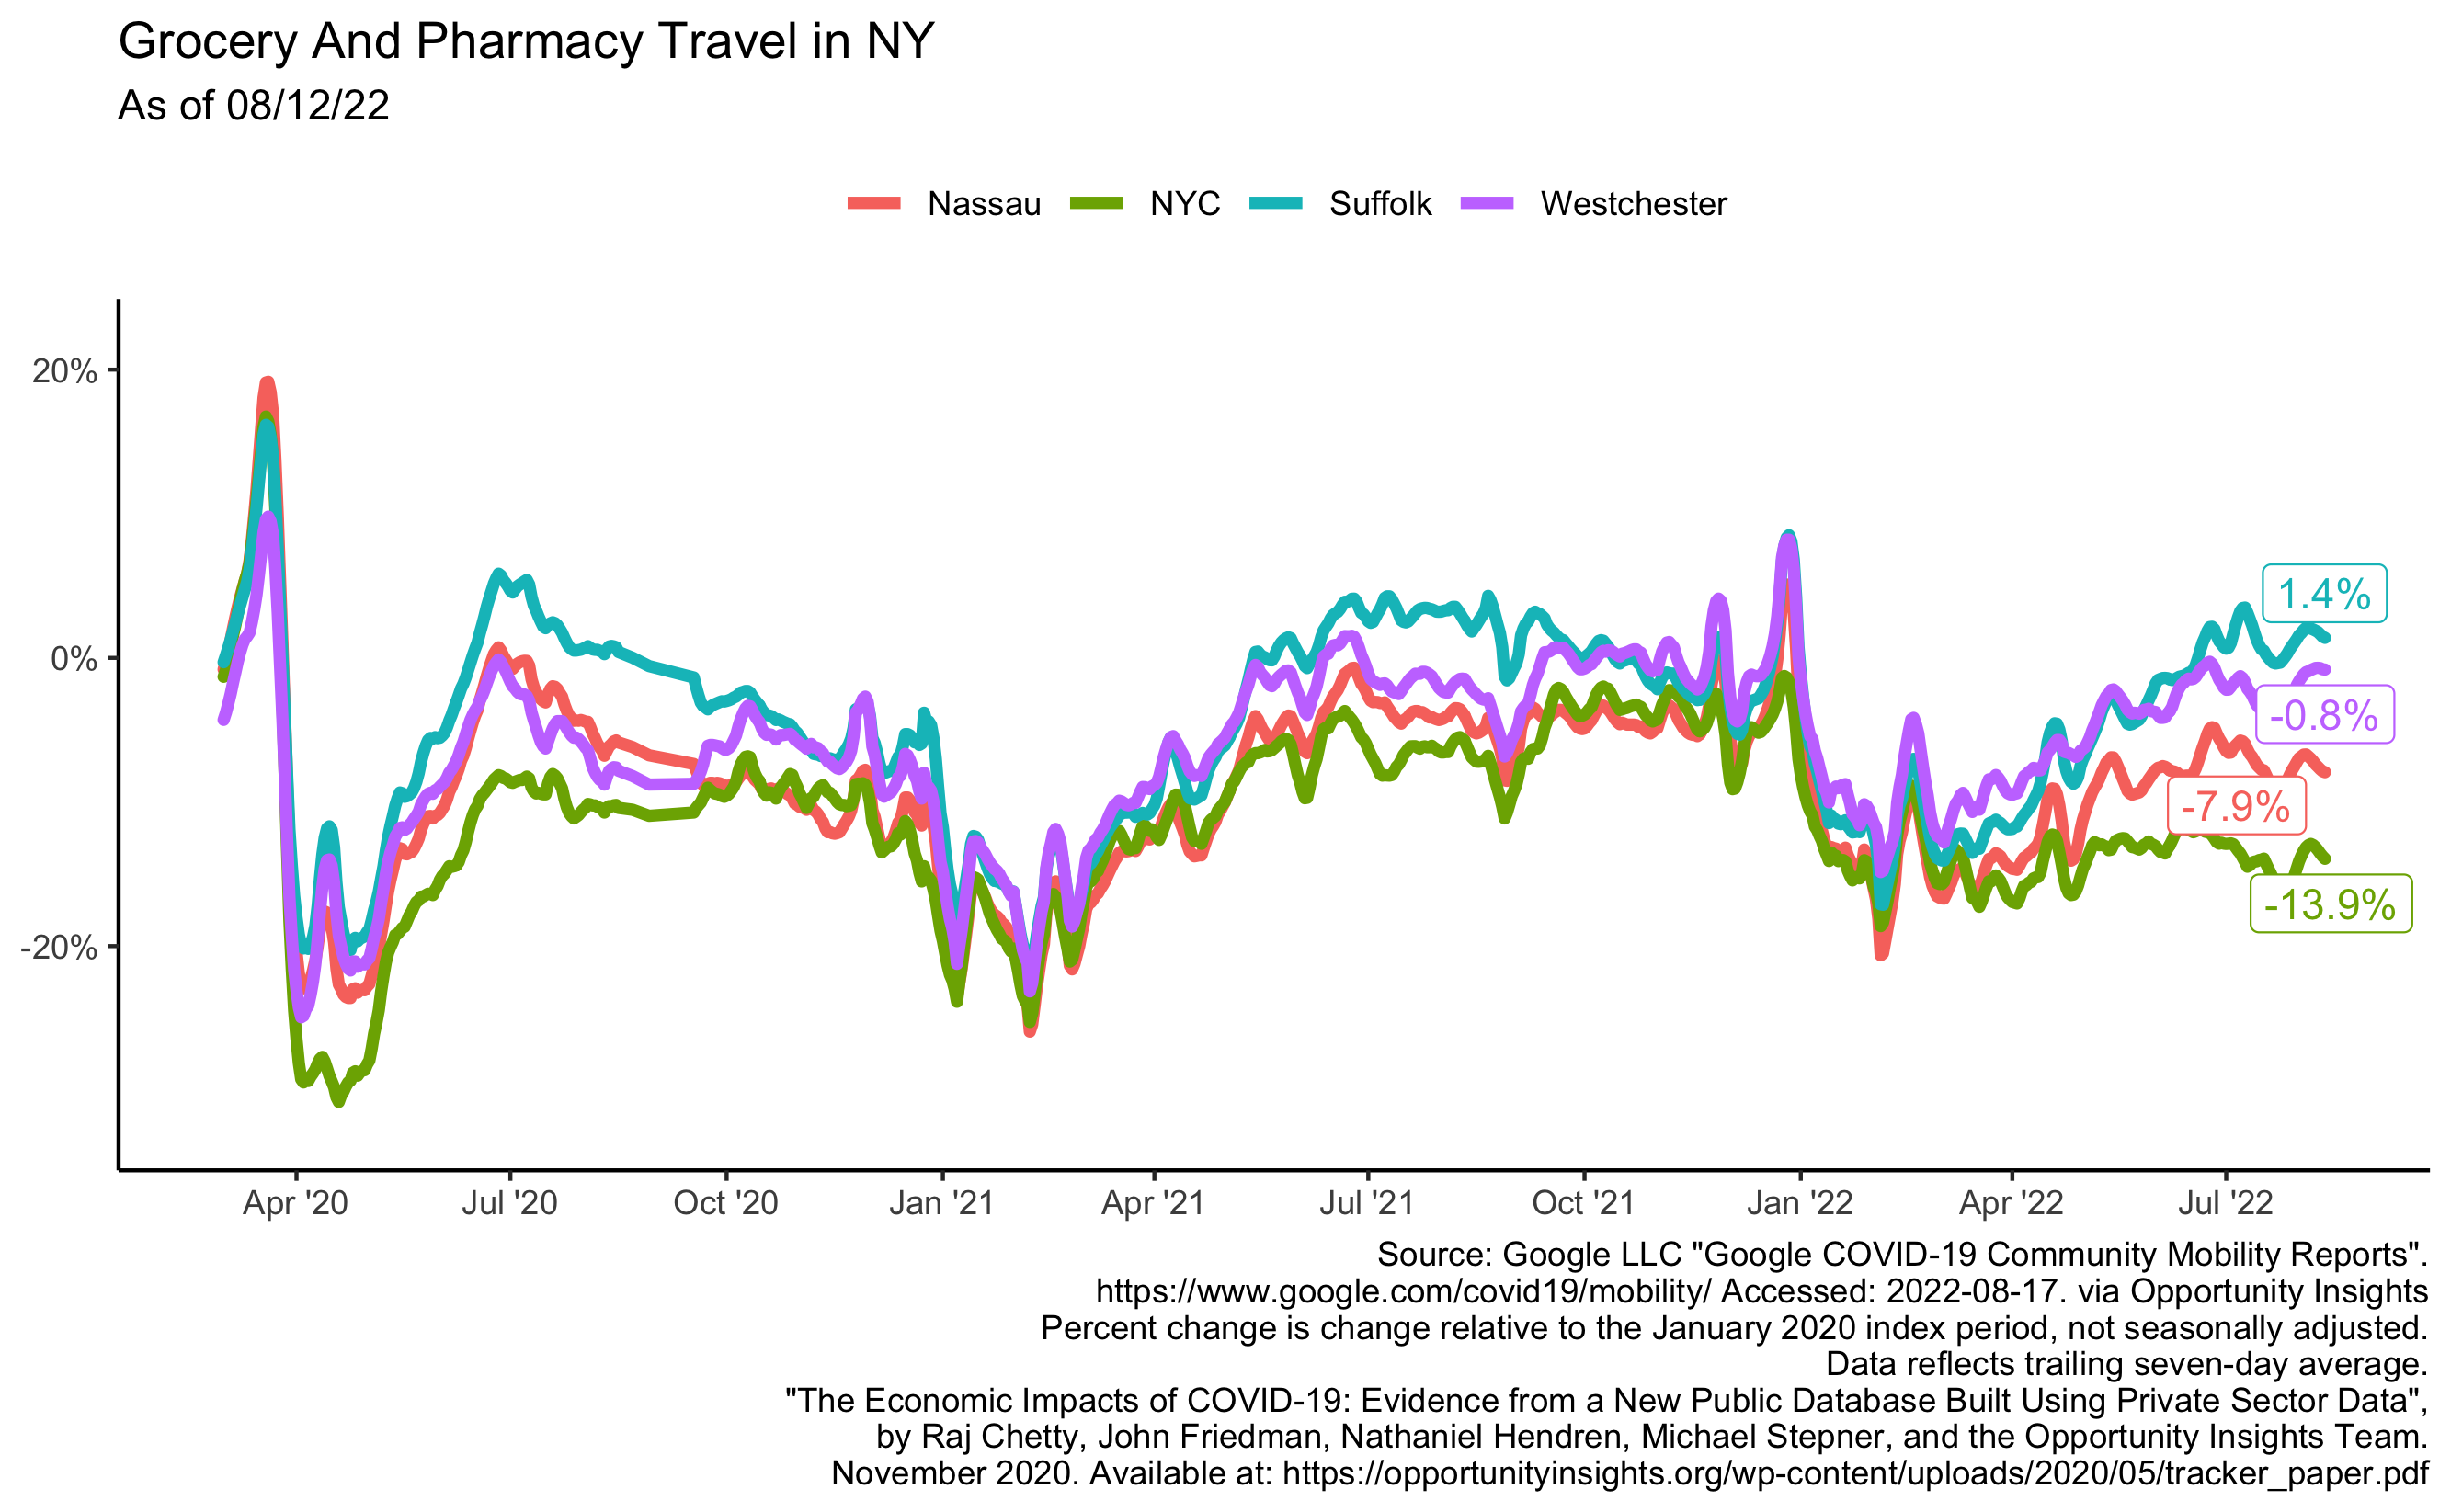 Grocery And Pharmacy Travel in NY
As of 08/12/22
Nassau NYC Suffolk Westchester
20%
0%
-20%
1.4%
-0.8%
-7.9%
-13.9%
Apr '20 Jul '20 Oct '20 Jan '21 Apr '21 Jul '21 Oct '21 Jan '22 Apr '22 Jul '22
Source: Google LLC "Google COVID-19 Community Mobility Reports".
https://www.google.com/covid19/mobility/ Accessed: 2022-08-17. via Opportunity Insights
Percent change is change relative to the January 2020 index period, not seasonally adjusted.
Data reflects trailing seven-day average.
"The Economic Impacts of COVID-19: Evidence from a New Public Database Built Using Private Sector Data",
by Raj Chetty, John Friedman, Nathaniel Hendren, Michael Stepner, and the Opportunity Insights Team.
November 2020. Available at: https://opportunityinsights.org/wp-content/uploads/2020/05/tracker_paper.pdf